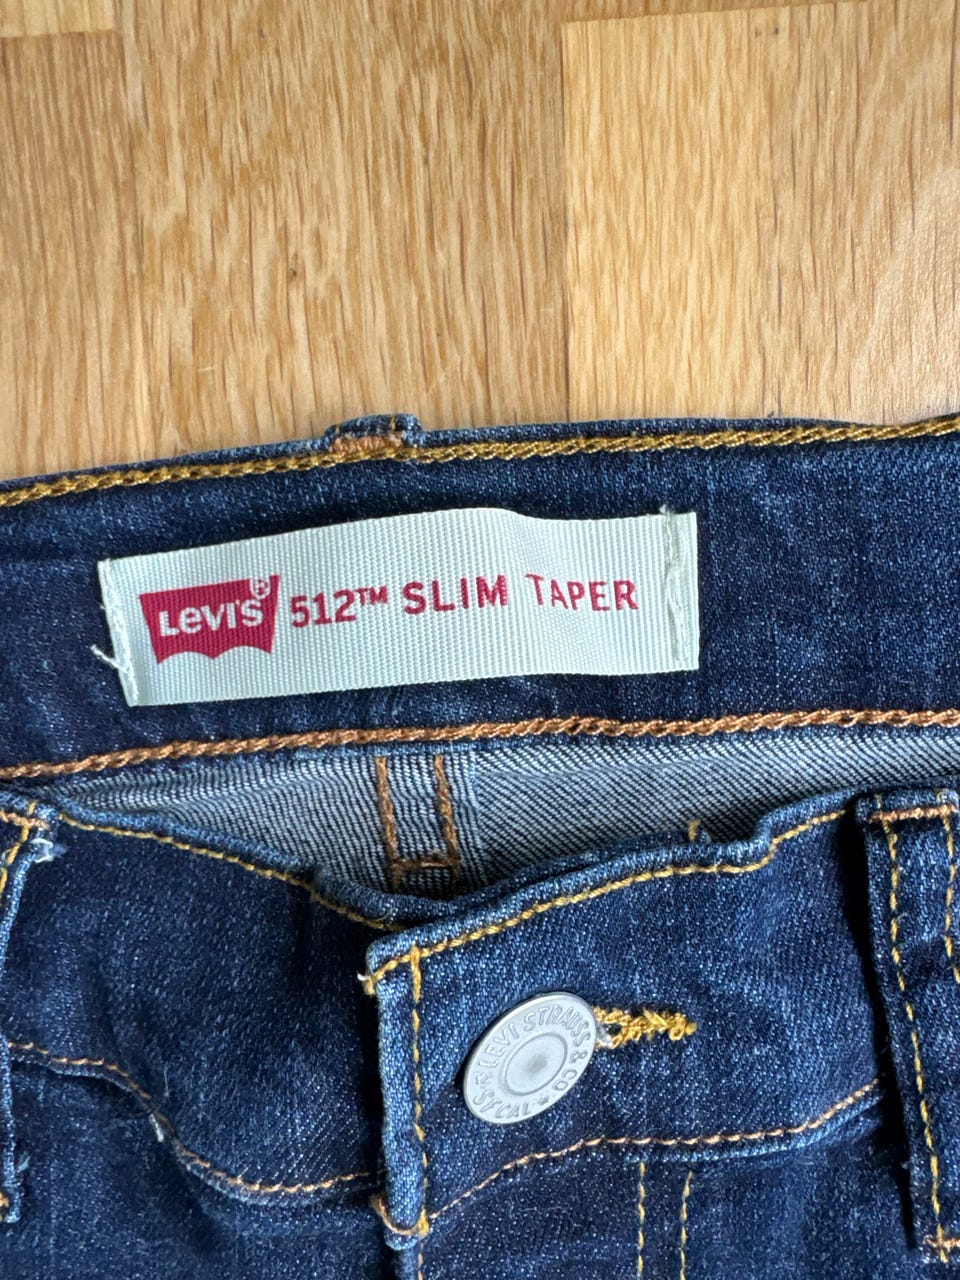 LEVI'S® 512™ SLIM TAPER
LEVI STRAUSS & CO.
S.F. CAL